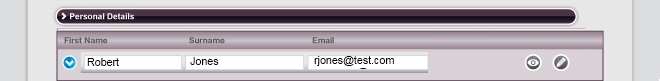 Personal Details
First Name Surname Email
Robert Jones rjones@test.com